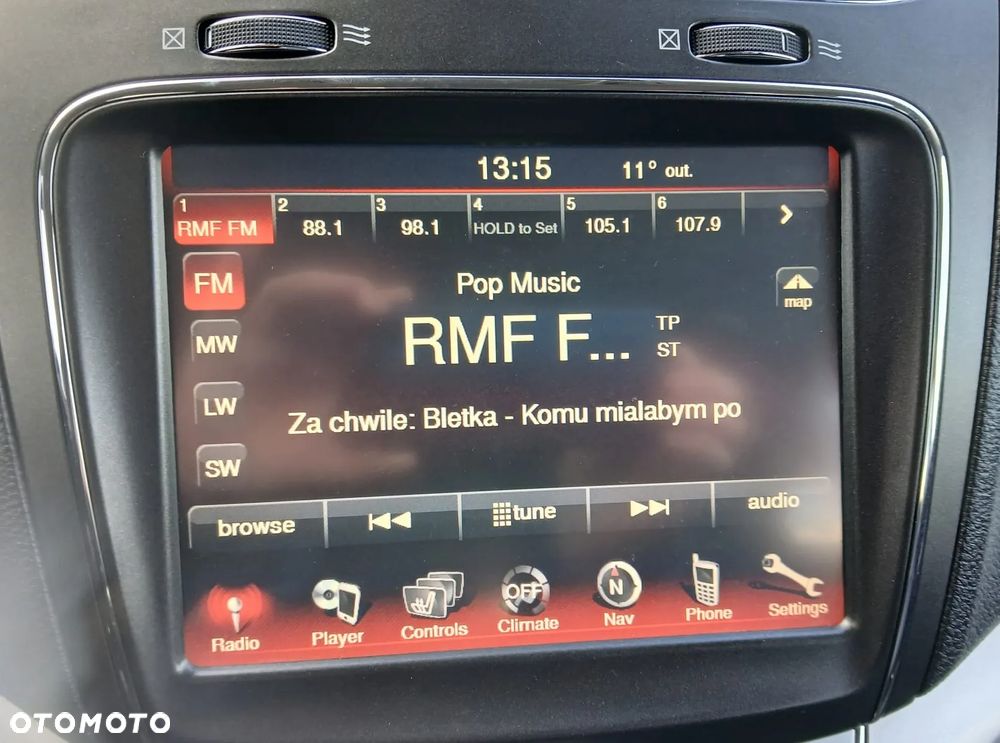 13:15 11° out.
1 2 3 4 5 6
RMF FM 88.1 98.1 HOLD to Set 105.1 107.9 >
FM Pop Music map
MW RMF F... TP
ST
LW Za chwile: Bletka - Komu mialabym po
SW
browse tune audio
Radio Player Controls OFF Climate N Nav Phone Settings
OTOMOTO